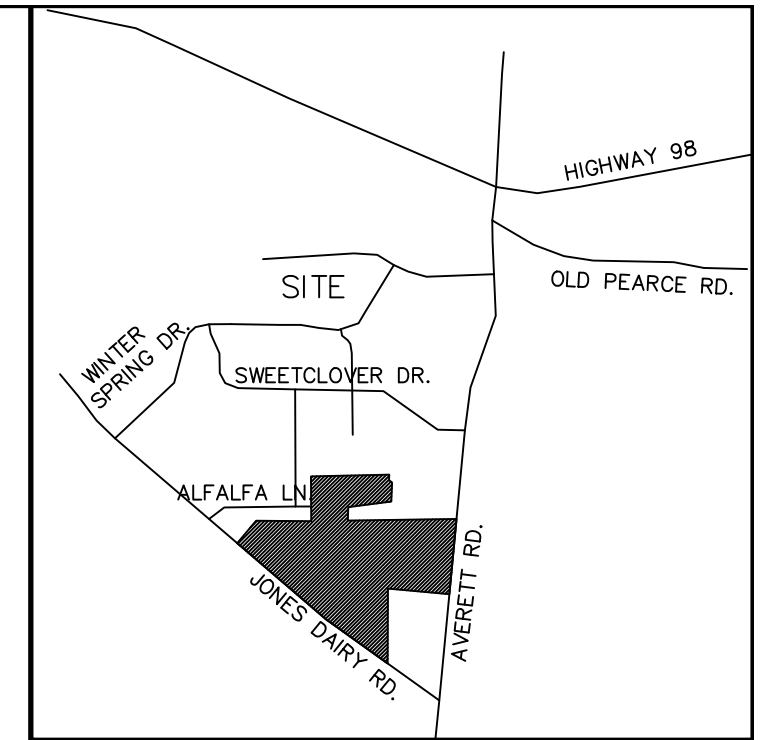 HIGHWAY 98
OLD PEARCE RD.
SITE
WINTER
SPRING DR.
SWEETCLOVER DR.
ALFALFA LN.
AVERETT RD.
JONES DAIRY RD.